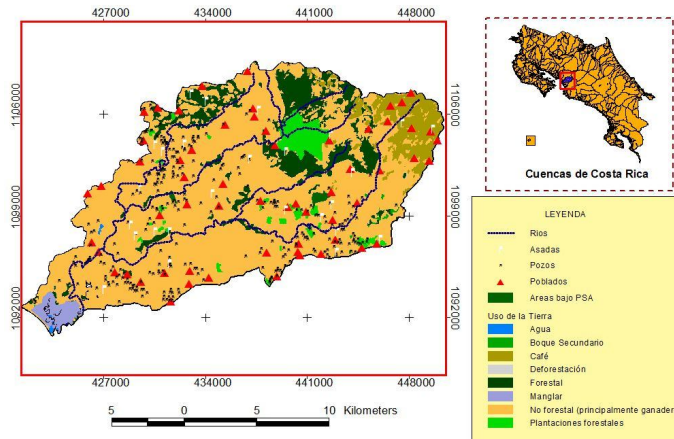 427000 434000 441000 448000
1106000
1099000
1092000
1106000
1099000
1092000
427000 434000 441000 448000
5 0 5 10 Kilometers
Cuencas de Costa Rica
LEYENDA
Rios
Asadas
Pozos
Poblados
Areas bajo PSA
Uso de la Tierra
Agua
Boque Secundario
Café
Deforestación
Forestal
Manglar
No forestal (principalmente ganader
Plantaciones forestales